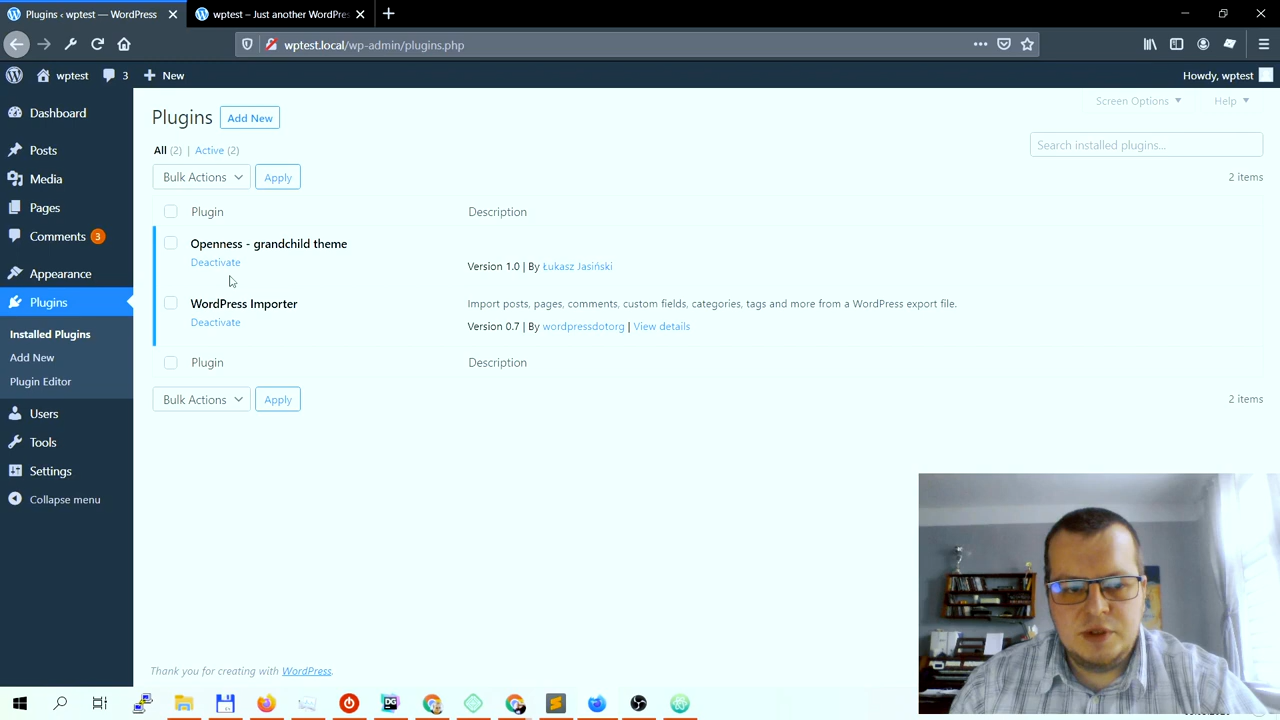 Plugins ‹ wptest — WordPress
wptest – Just another WordPres
wptest.local/wp-admin/plugins.php
wptest
3
New
Howdy, wptest
Dashboard
Posts
Media
Pages
Comments 3
Appearance
Plugins
Installed Plugins
Add New
Plugin Editor
Users
Tools
Settings
Collapse menu
Screen Options
Help
Plugins
Add New
All (2) | Active (2)
Search installed plugins...
Bulk Actions
Apply
2 items
Plugin
Description
Openness - grandchild theme
Deactivate
Version 1.0 | By Łukasz Jasiński
WordPress Importer
Import posts, pages, comments, custom fields, categories, tags and more from a WordPress export file.
Deactivate
Version 0.7 | By wordpressdotorg | View details
Plugin
Description
Bulk Actions
Apply
2 items
Thank you for creating with WordPress.